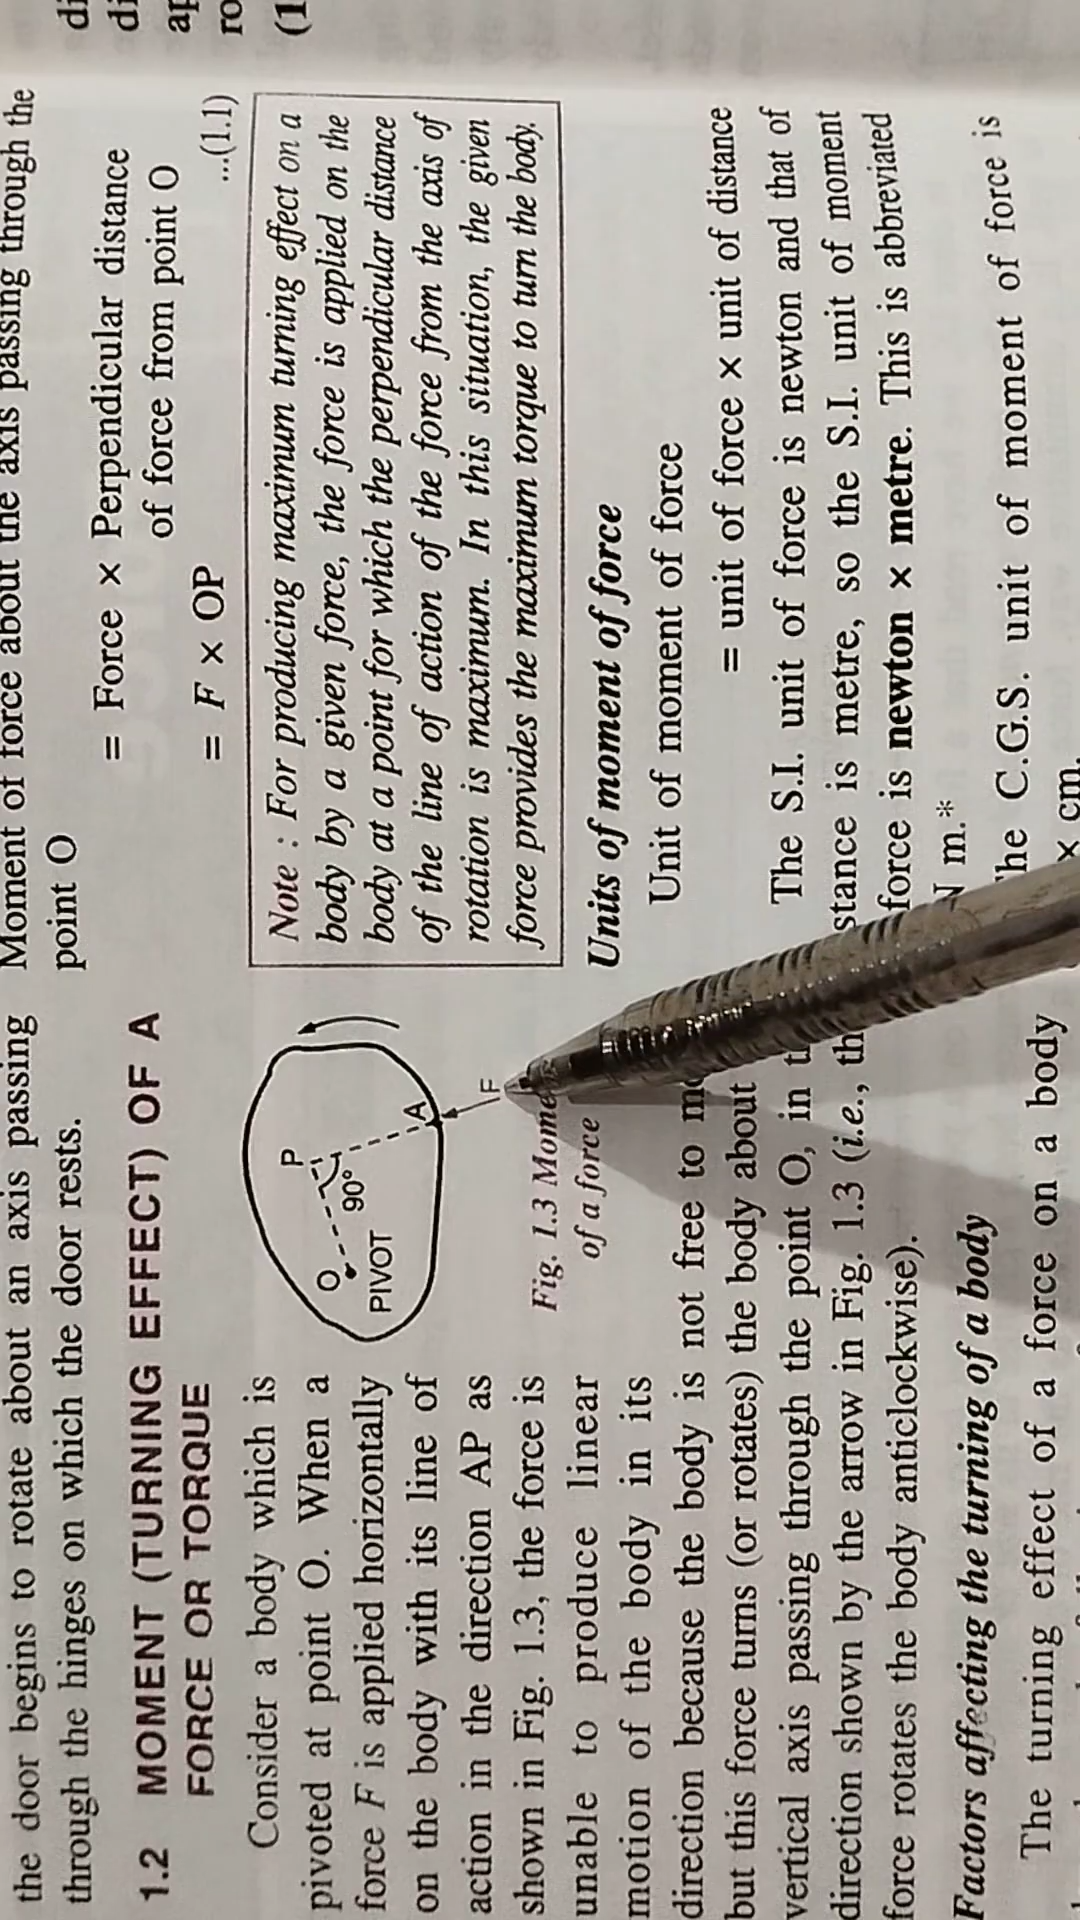 the door begins to rotate about an axis passing
through the hinges on which the door rests.
1.2 MOMENT (TURNING EFFECT) OF A
FORCE OR TORQUE
Consider a body which is
pivoted at point O. When a
force F is applied horizontally
on the body with its line of
action in the direction AP as
shown in Fig. 1.3, the force is
unable to produce linear
motion of the body in its
direction because the body is not free to
but this force turns (or rotates) the body about
vertical axis passing through the point O, in
direction shown by the arrow in Fig. 1.3 (i.e.,
force rotates the body anticlockwise).
O
P
90°
PIVOT
A
F
Fig. 1.3
of a force
Factors affecting the turning of a body
The turning effect of a force on a body
Moment of force about the axis passing through the
point O
= Force × Perpendicular distance
of force from point O
= F × OP ...(1.1)
Note : For producing maximum turning effect on a
body by a given force, the force is applied on the
body at a point for which the perpendicular distance
of the line of action of the force from the axis of
rotation is maximum. In this situation, the given
force provides the maximum torque to turn the body.
Units of moment of force
Unit of moment of force
= unit of force × unit of distance
The S.I. unit of force is newton and that of
stance is metre, so the S.I. unit of moment
force is newton × metre. This is abbreviated
m.*
he C.G.S. unit of moment of force is
× cm.
(1